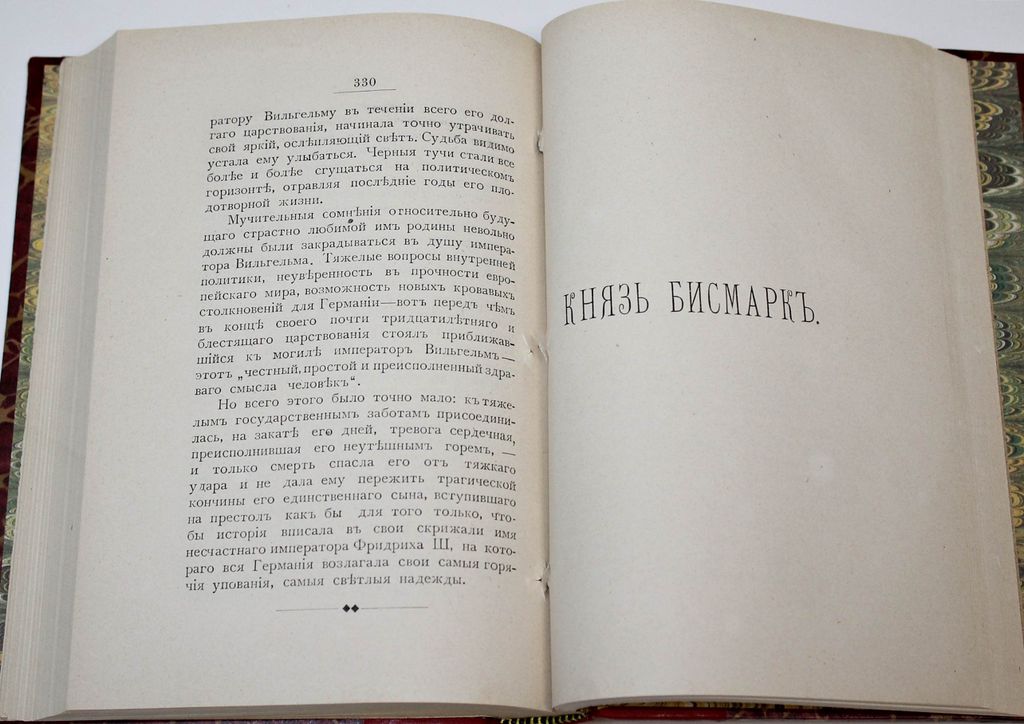 330
ратору Вильгельму въ теченіи всего его дол-
гаго царствованія, начинала точно утрачивать
свой яркій, ослѣпляющій свѣтъ. Судьба видимо
устала ему улыбаться. Черныя тучи стали все
болѣе и болѣе сгущаться на политическомъ
горизонтѣ, отравляя послѣдніе годы его пло-
дотворной жизни.
Мучительныя сомнѣнія относительно буду-
щаго страстно любимой имъ родины невольно
должны были закрадываться въ душу импера-
тора Вильгельма. Тяжелые вопросы внутренней
политики, неувѣренность въ прочности евро-
пейскаго мира, возможность новыхъ кровавыхъ
столкновеній для Германіи—вотъ передъ чѣмъ
въ концѣ своего почти тридцатилѣтняго и
блестящаго царствованія стоялъ приближав-
шійся къ могилѣ императоръ Вильгельмъ—
этотъ „честный, простой и преисполненный здра-
ваго смысла человѣкъ“.
Но всего этого было точно мало: къ тяже-
лымъ государственнымъ заботамъ присоедини-
лась, на закатѣ его дней, тревога сердечная,
преисполнившая его неутѣшнымъ горемъ, —
и только смерть спасла его отъ тяжкаго
удара и не дала ему пережить трагической
кончины его единственнаго сына, вступившаго
на престолъ какъ бы для того только, что-
бы исторія вписала въ свои скрижали имя
несчастнаго императора Фридриха III, на кото-
раго вся Германія возлагала свои самыя горя-
чія упованія, самыя свѣтлыя надежды.
КНЯЗЬ БИСМАРКЪ.